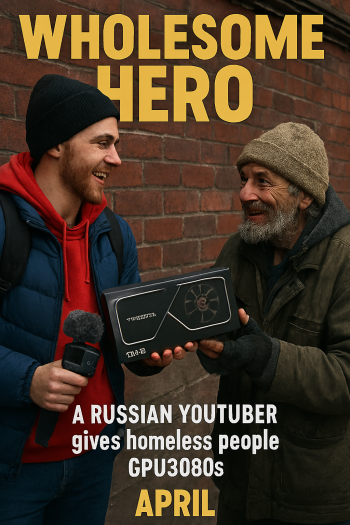 WHOLESOME
HERO
A RUSSIAN YOUTUBER
gives homeless people
GPU3080s
APRIL